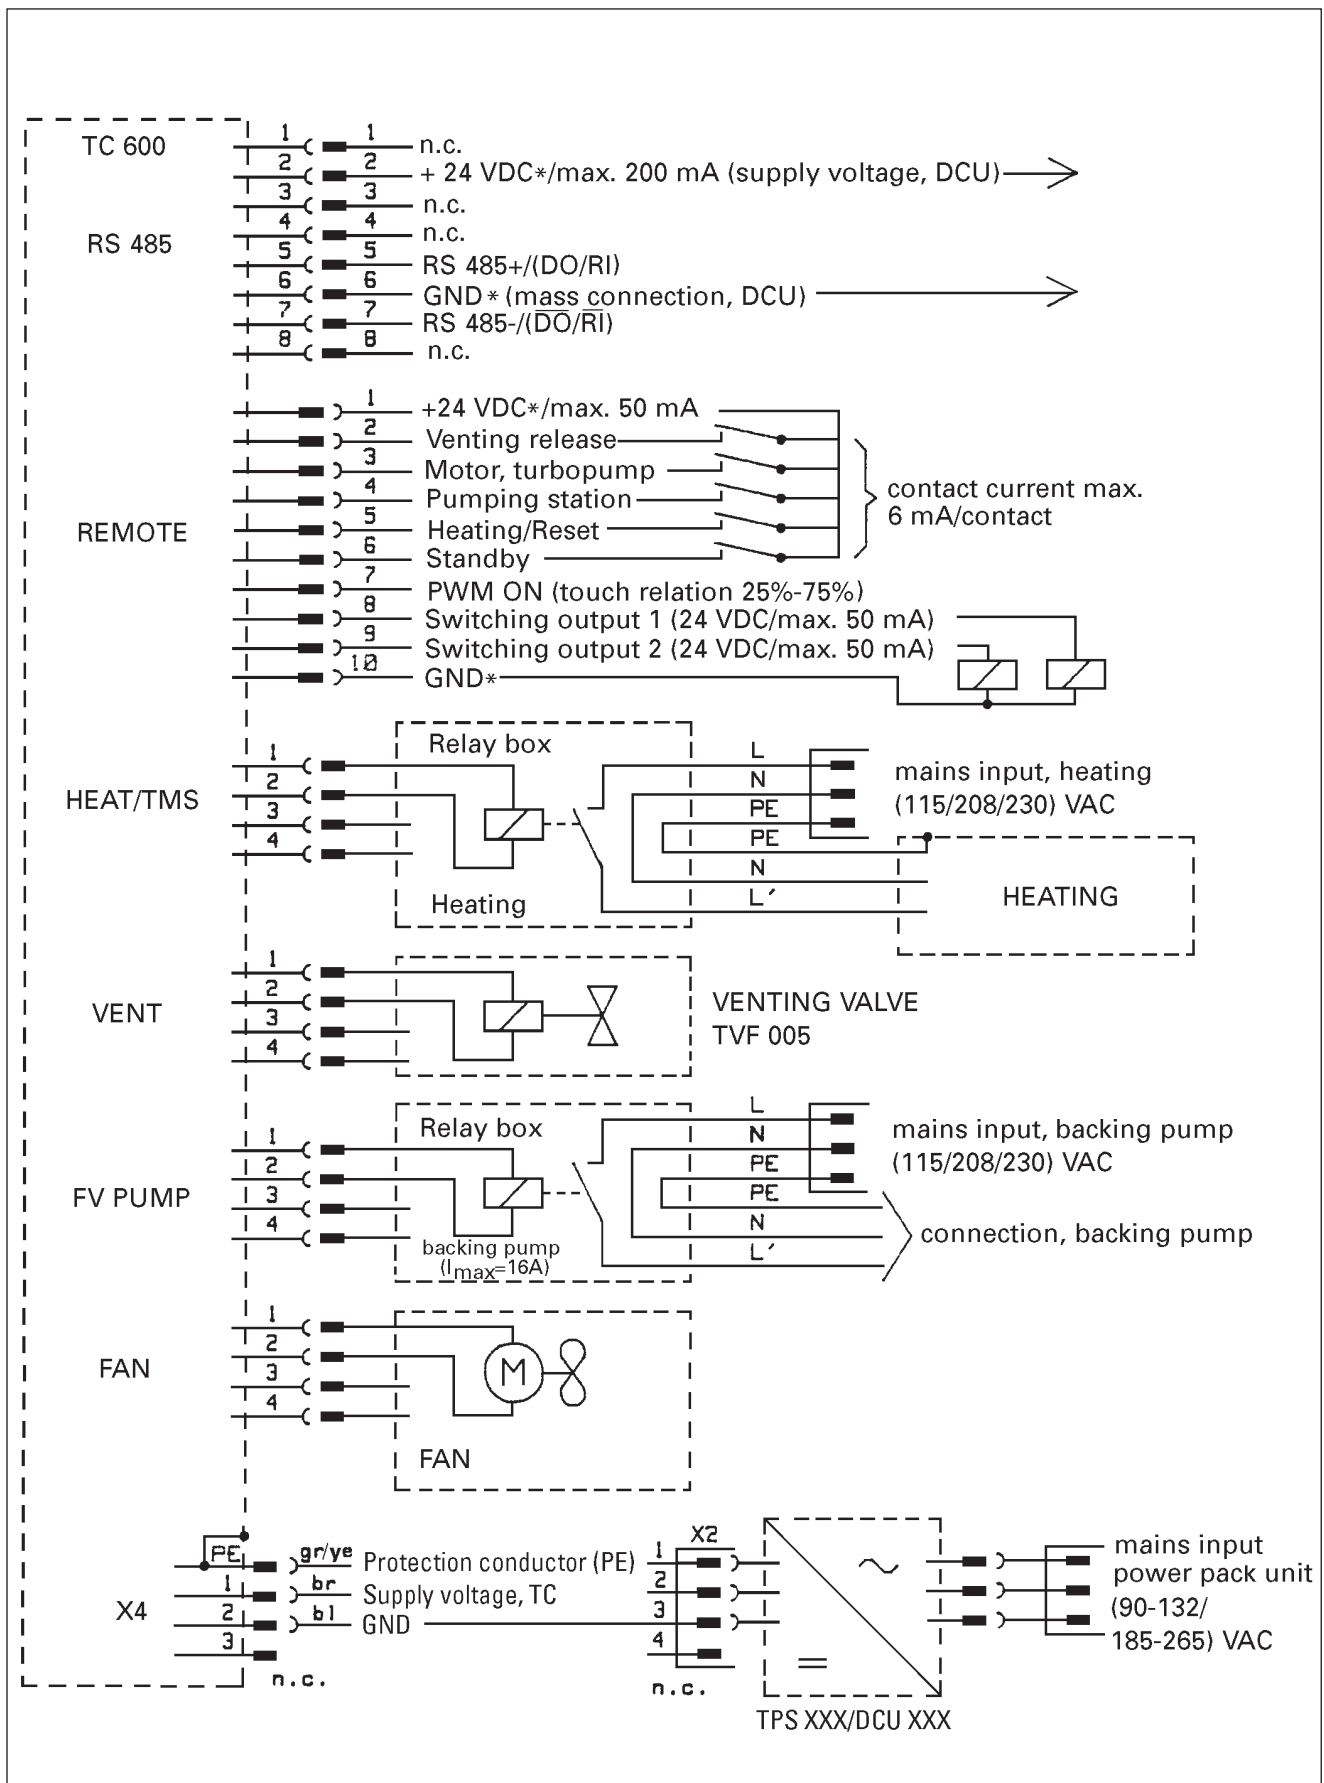 TC 600
1 1 n.c.
2 2 + 24 VDC*/max. 200 mA (supply voltage, DCU)
3 3 n.c.
4 4 n.c.
RS 485
5 5 RS 485+/(DO/RI)
6 6 GND* (mass connection, DCU)
7 7 RS 485-/(D̅O̅/R̅I̅)
8 8 n.c.
REMOTE
1 +24 VDC*/max. 50 mA
2 Venting release
3 Motor, turbopump
4 Pumping station
5 Heating/Reset
6 Standby
contact current max.
6 mA/contact
7 PWM ON (touch relation 25%-75%)
8 Switching output 1 (24 VDC/max. 50 mA)
9 Switching output 2 (24 VDC/max. 50 mA)
10 GND*
HEAT/TMS
1
2
3
4
Relay box
Heating
L
N
PE
PE
N
L′
mains input, heating
(115/208/230) VAC
HEATING
VENT
1
2
3
4
VENTING VALVE
TVF 005
FV PUMP
1
2
3
4
Relay box
backing pump
(Imax=16A)
L
N
PE
PE
N
L′
mains input, backing pump
(115/208/230) VAC
connection, backing pump
FAN
1
2
3
4
M
FAN
X4
PE gr/ye Protection conductor (PE)
1 br Supply voltage, TC
2 bl GND
3
n.c.
X2
1
2
3
4
n.c.
TPS XXX/DCU XXX
mains input
power pack unit
(90-132/
185-265) VAC